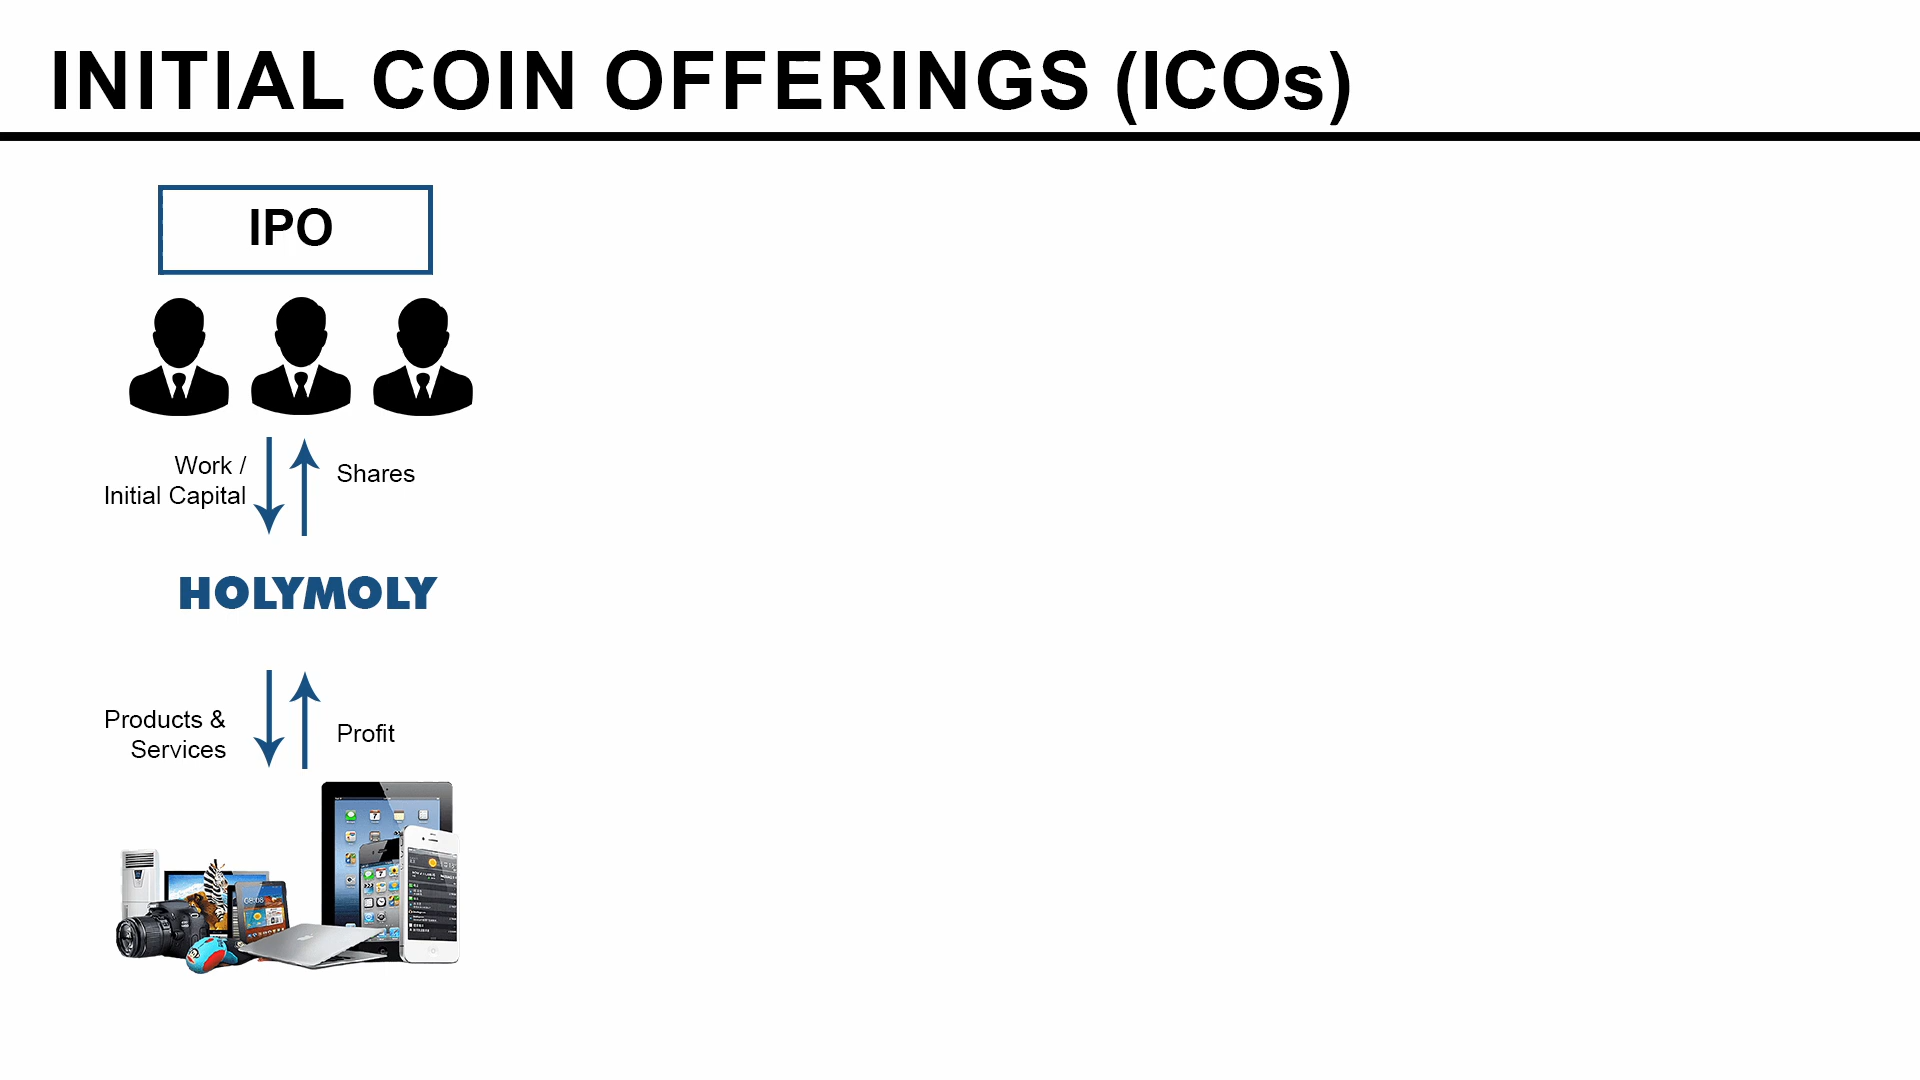 INITIAL COIN OFFERINGS (ICOs)
IPO
Work /
Initial Capital
Shares
HOLYMOLY
Products &
Services
Profit